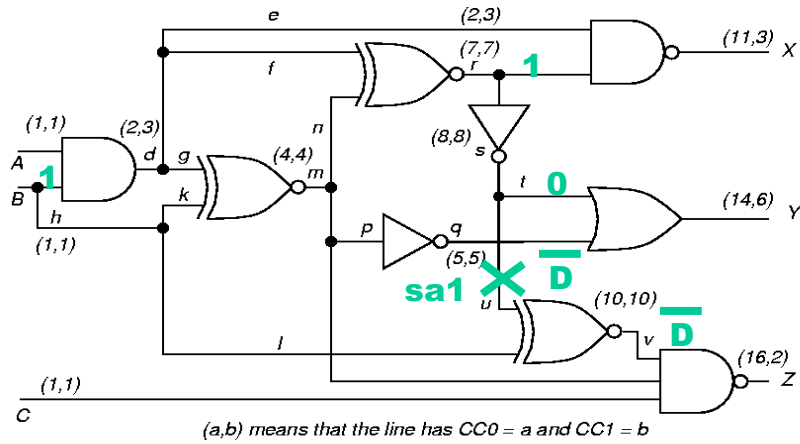 e
(2,3)
(11,3)
X
f
(7,7)
r
1
(1,1)
(2,3)
n
(8,8)
s
A
d
g
(4,4)
m
1
B
k
t
0
(14,6)
Y
h
(1,1)
p
q
(5,5)
D
sa1
u
(10,10)
v
D
l
(16,2)
Z
(1,1)
C
(a,b) means that the line has CC0 = a and CC1 = b